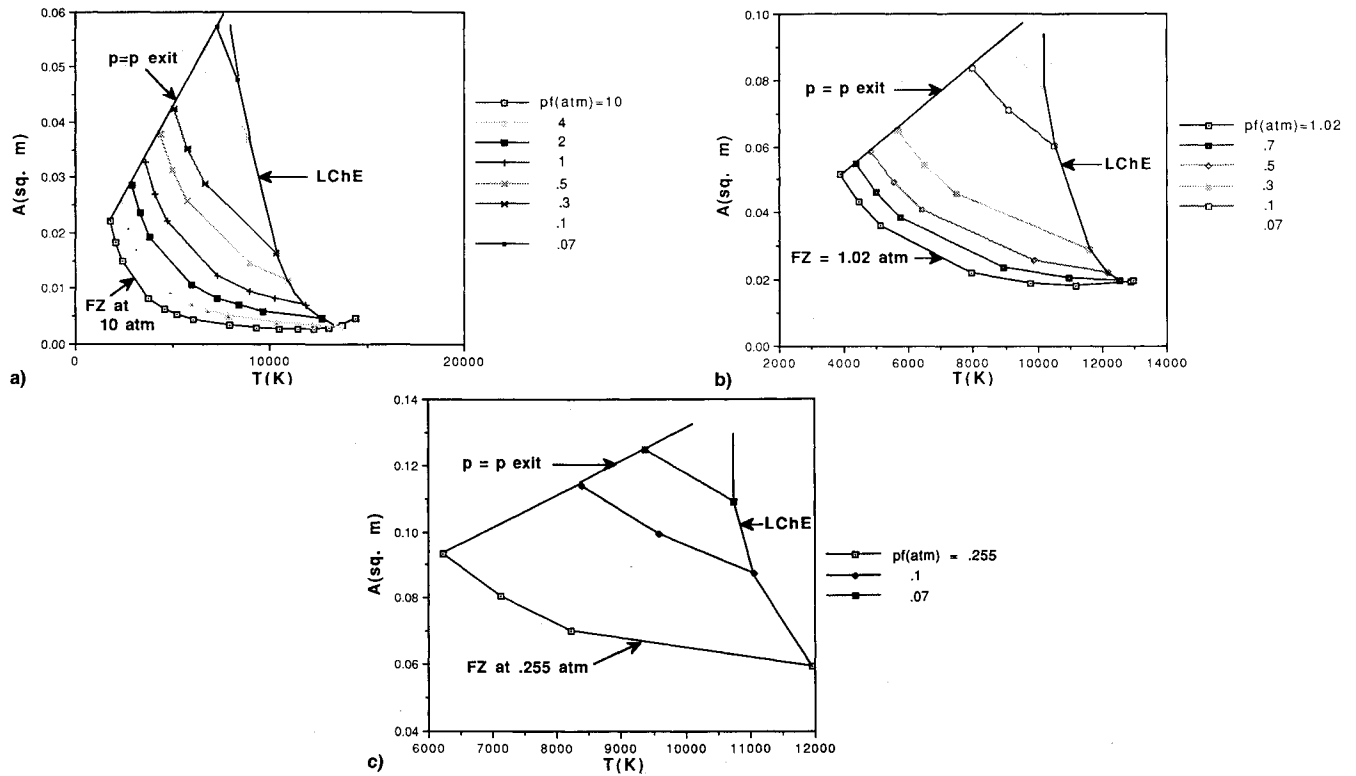 0.06
0.05
0.04
0.03
0.02
0.01
0.00
A(sq. m)
0
10000
20000
T(K)
p=p exit
LChE
FZ at
10 atm
pf(atm)=10
4
2
1
.5
.3
.1
.07
a)
0.10
0.08
0.06
0.04
0.02
0.00
A(sq. m)
2000
4000
6000
8000
10000
12000
14000
T(K)
p = p exit
LChE
FZ = 1.02 atm
pf(atm)=1.02
.7
.5
.3
.1
.07
b)
0.14
0.12
0.10
0.08
0.06
0.04
A(sq. m)
6000
7000
8000
9000
10000
11000
12000
T(K)
p = p exit
LChE
FZ at .255 atm
pf(atm) = .255
.1
.07
c)